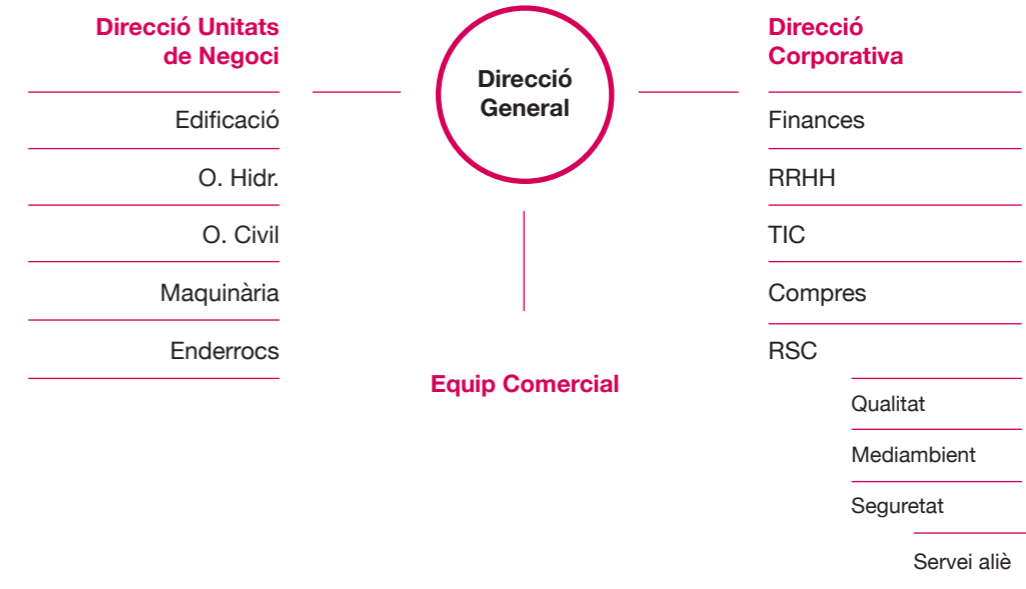 Direcció Unitats
de Negoci
Edificació
O. Hidr.
O. Civil
Maquinària
Enderrocs
Direcció
General
Equip Comercial
Direcció
Corporativa
Finances
RRHH
TIC
Compres
RSC
Qualitat
Mediambient
Seguretat
Servei aliè